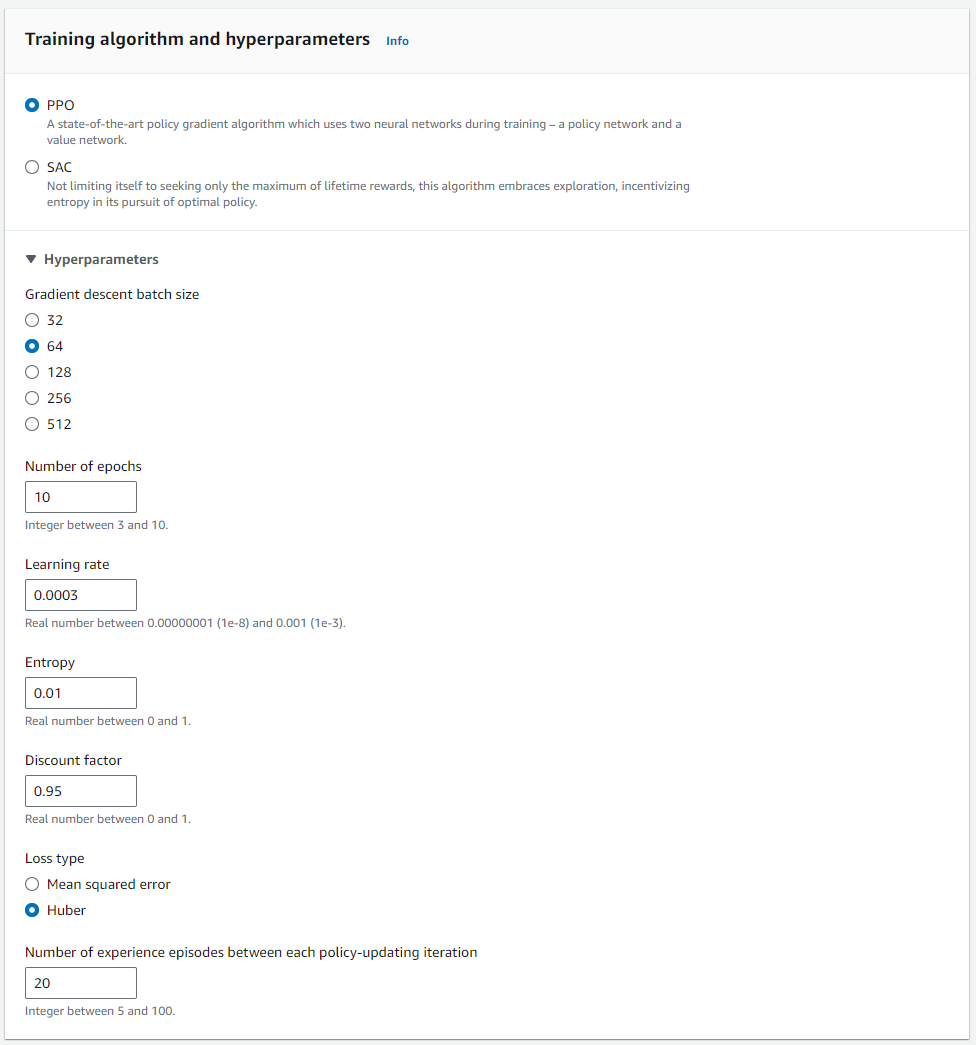 Training algorithm and hyperparameters Info
PPO
A state-of-the-art policy gradient algorithm which uses two neural networks during training – a policy network and a
value network.
SAC
Not limiting itself to seeking only the maximum of lifetime rewards, this algorithm embraces exploration, incentivizing
entropy in its pursuit of optimal policy.
Hyperparameters
Gradient descent batch size
32
64
128
256
512
Number of epochs
10
Integer between 3 and 10.
Learning rate
0.0003
Real number between 0.00000001 (1e-8) and 0.001 (1e-3).
Entropy
0.01
Real number between 0 and 1.
Discount factor
0.95
Real number between 0 and 1.
Loss type
Mean squared error
Huber
Number of experience episodes between each policy-updating iteration
20
Integer between 5 and 100.